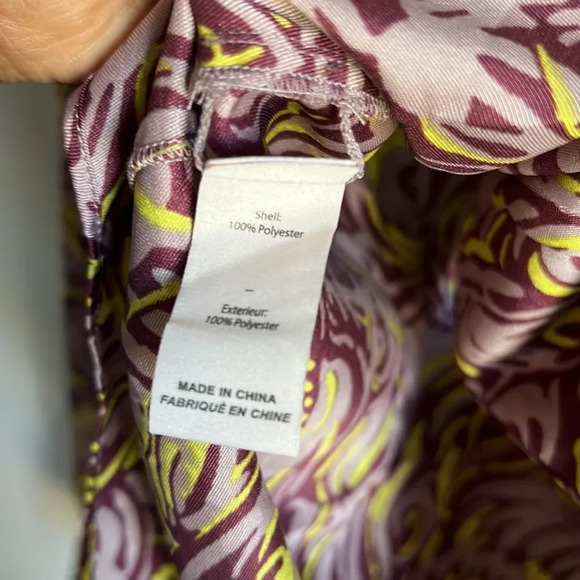 Shell:
100% Polyester
–
Exterieur:
100% Polyester
MADE IN CHINA
FABRIQUÉ EN CHINE